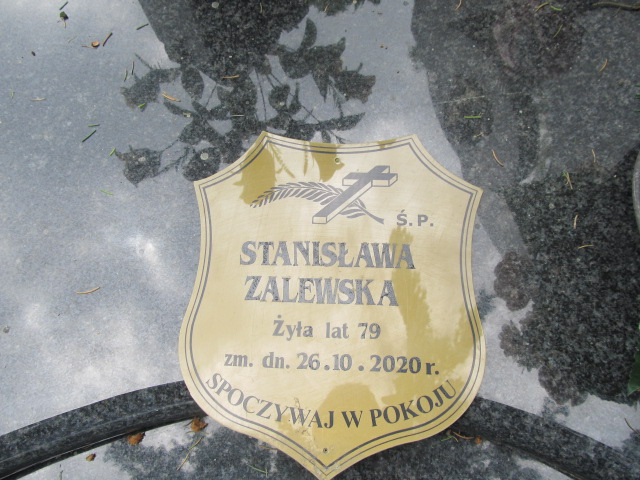 Ś.P.
STANISŁAWA
ZALEWSKA
Żyła lat 79
zm. dn. 26.10.2020 r.
SPOCZYWAJ W POKOJU